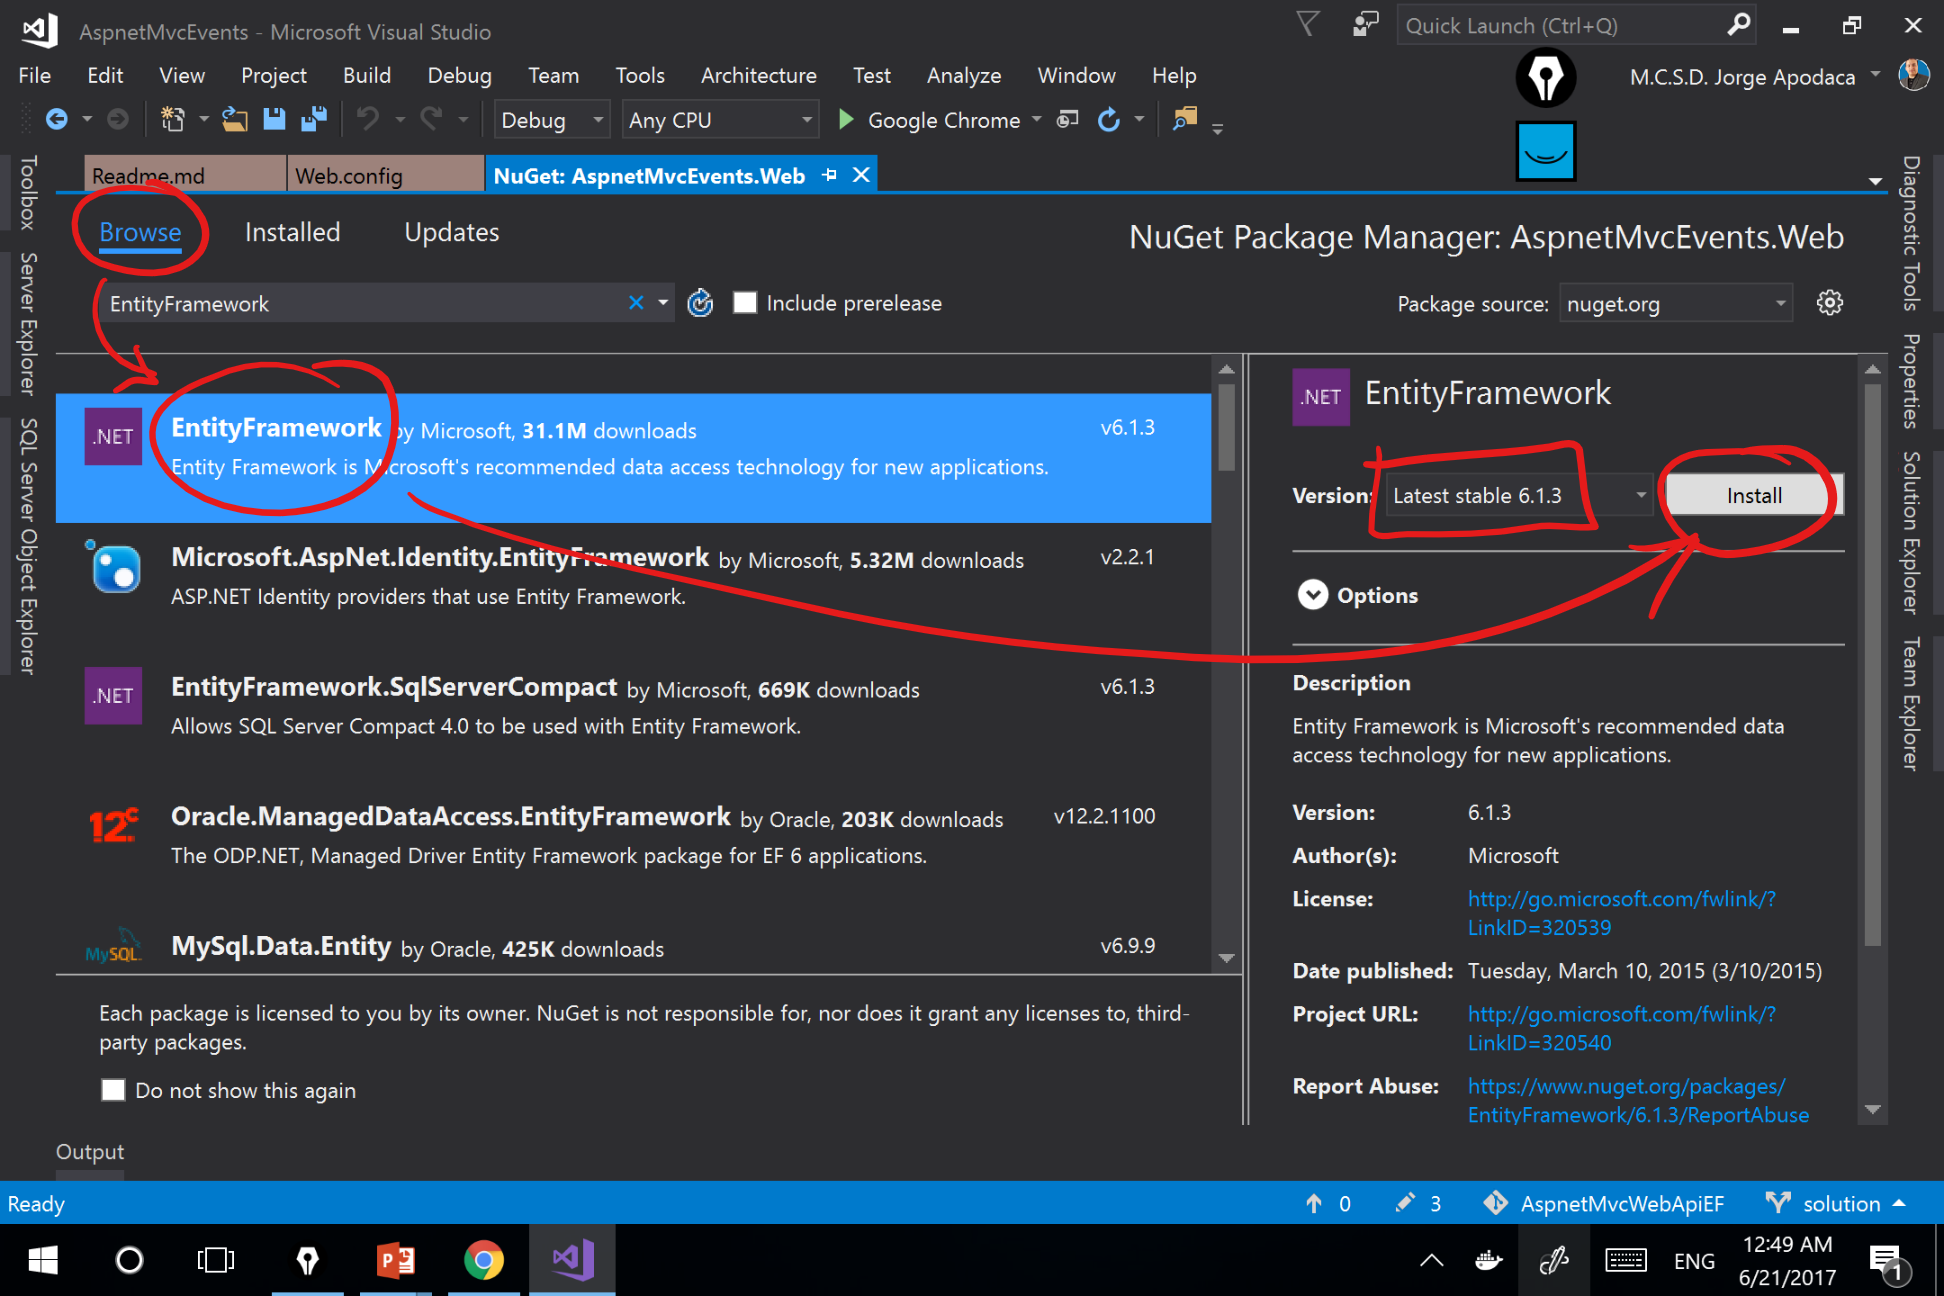 AspnetMvcEvents - Microsoft Visual Studio
Quick Launch (Ctrl+Q)
File Edit View Project Build Debug Team Tools Architecture Test Analyze Window Help
M.C.S.D. Jorge Apodaca
Debug Any CPU Google Chrome
Readme.md Web.config NuGet: AspnetMvcEvents.Web
Toolbox
Server Explorer
SQL Server Object Explorer
Browse Installed Updates
NuGet Package Manager: AspnetMvcEvents.Web
EntityFramework
Include prerelease
Package source: nuget.org
.NET
EntityFramework by Microsoft, 31.1M downloads v6.1.3
Entity Framework is Microsoft's recommended data access technology for new applications.
Microsoft.AspNet.Identity.EntityFramework by Microsoft, 5.32M downloads v2.2.1
ASP.NET Identity providers that use Entity Framework.
.NET
EntityFramework.SqlServerCompact by Microsoft, 669K downloads v6.1.3
Allows SQL Server Compact 4.0 to be used with Entity Framework.
12c
Oracle.ManagedDataAccess.EntityFramework by Oracle, 203K downloads v12.2.1100
The ODP.NET, Managed Driver Entity Framework package for EF 6 applications.
MySQL
MySql.Data.Entity by Oracle, 425K downloads v6.9.9
Each package is licensed to you by its owner. NuGet is not responsible for, nor does it grant any licenses to, third-
party packages.
Do not show this again
.NET
EntityFramework
Version: Latest stable 6.1.3 Install
Options
Description
Entity Framework is Microsoft's recommended data
access technology for new applications.
Version: 6.1.3
Author(s): Microsoft
License: http://go.microsoft.com/fwlink/?
LinkID=320539
Date published: Tuesday, March 10, 2015 (3/10/2015)
Project URL: http://go.microsoft.com/fwlink/?
LinkID=320540
Report Abuse: https://www.nuget.org/packages/
EntityFramework/6.1.3/ReportAbuse
Diagnostic Tools
Properties
Solution Explorer
Team Explorer
Output
Ready
0 3 AspnetMvcWebApiEF solution
ENG
12:49 AM
6/21/2017
1